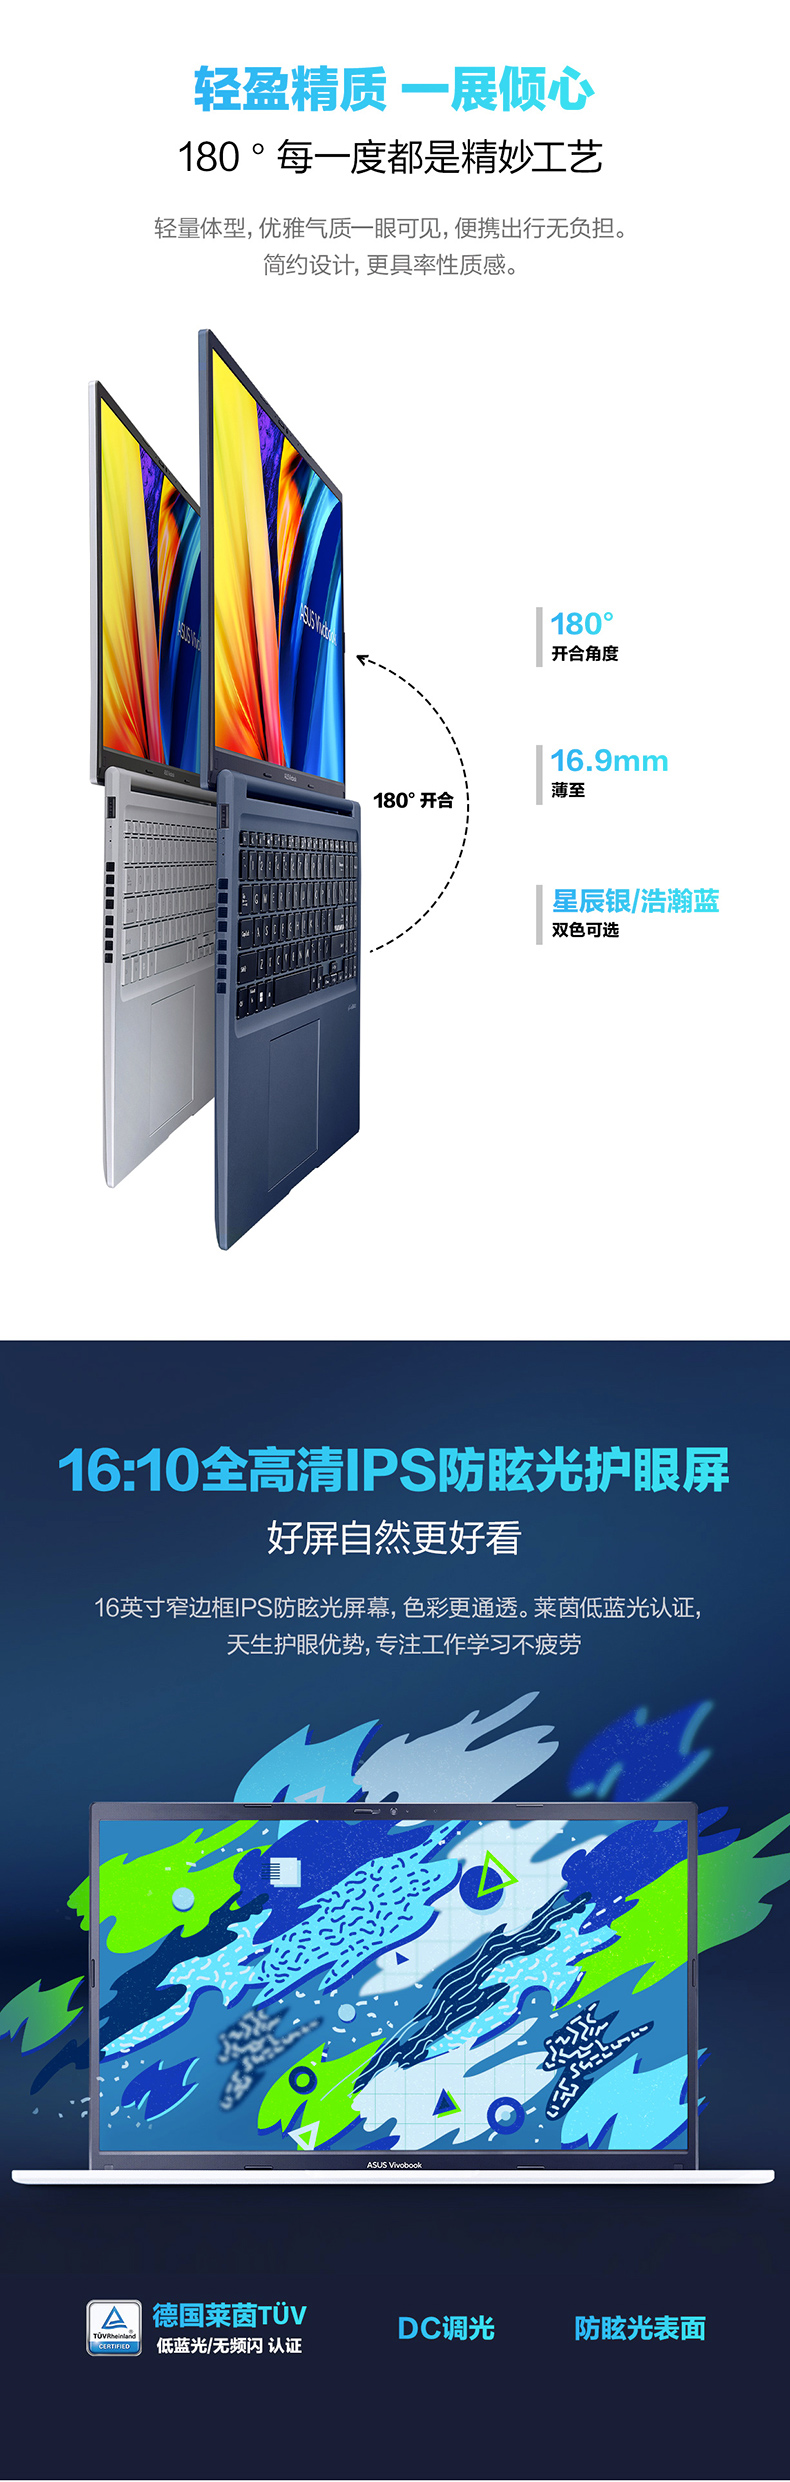 轻盈精质 一展倾心
180 ° 每一度都是精妙工艺
轻量体型, 优雅气质一眼可见, 便携出行无负担。
简约设计, 更具率性质感。
ASUS Vivobook
180°
开合角度
16.9mm
薄至
180° 开合
星辰银/浩瀚蓝
双色可选
16:10全高清IPS防眩光护眼屏
好屏自然更好看
16英寸窄边框IPS防眩光屏幕, 色彩更通透。莱茵低蓝光认证,
天生护眼优势, 专注工作学习不疲劳
ASUS Vivobook
TÜVRheinland
CERTIFIED
德国莱茵TÜV
低蓝光/无频闪 认证
DC调光
防眩光表面